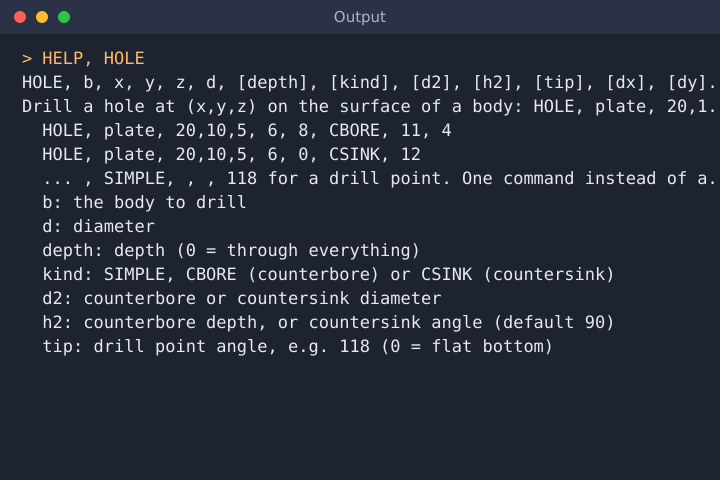 Output
> HELP, HOLE
HOLE, b, x, y, z, d, [depth], [kind], [d2], [h2], [tip], [dx], [dy].
Drill a hole at (x,y,z) on the surface of a body: HOLE, plate, 20,1.
HOLE, plate, 20,10,5, 6, 8, CBORE, 11, 4
HOLE, plate, 20,10,5, 6, 0, CSINK, 12
... , SIMPLE, , , 118 for a drill point. One command instead of a.
b: the body to drill
d: diameter
depth: depth (0 = through everything)
kind: SIMPLE, CBORE (counterbore) or CSINK (countersink)
d2: counterbore or countersink diameter
h2: counterbore depth, or countersink angle (default 90)
tip: drill point angle, e.g. 118 (0 = flat bottom)